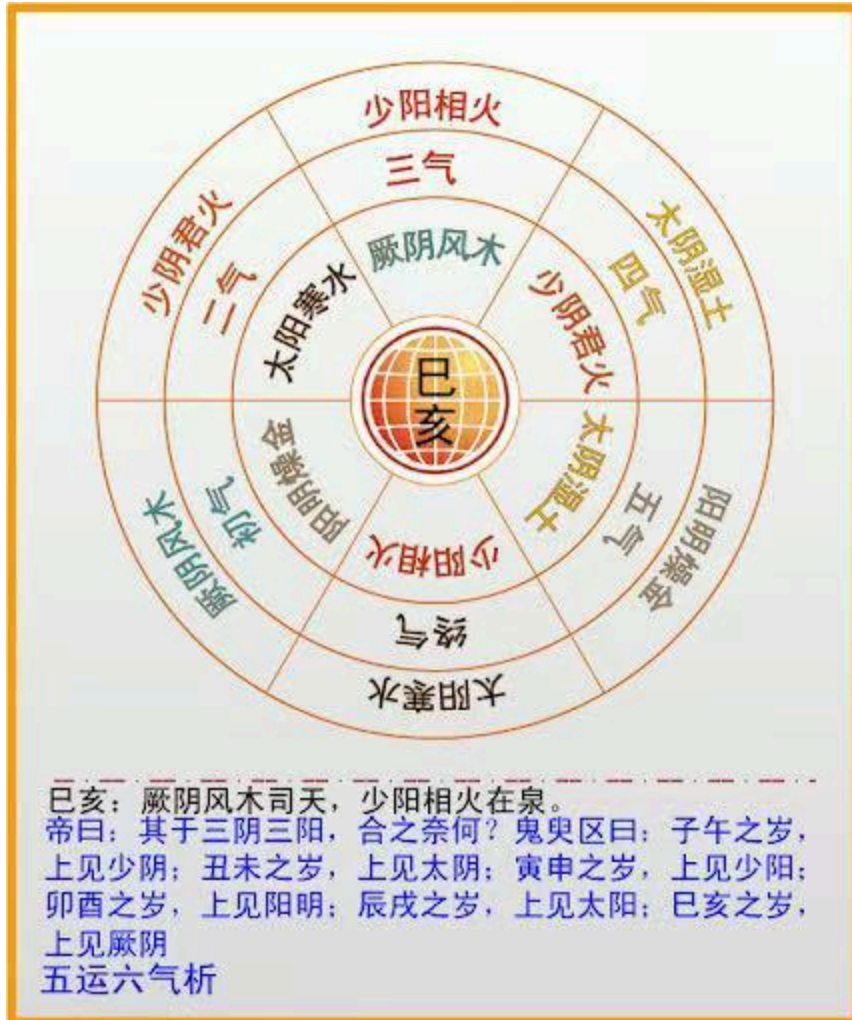 少阳相火
三气
厥阴风木
太阴湿土
四气
少阴君火
阳明燥金
五气
太阴湿土
太阳寒水
终气
少阳相火
厥阴风木
初气
阳明燥金
少阴君火
二气
太阳寒水
巳
亥
巳亥：厥阴风木司天，少阳相火在泉。
帝曰：其于三阴三阳，合之奈何？鬼臾区曰：子午之岁，
上见少阴；丑未之岁，上见太阴；寅申之岁，上见少阳；
卯酉之岁，上见阳明；辰戌之岁，上见太阳；巳亥之岁，
上见厥阴
五运六气析